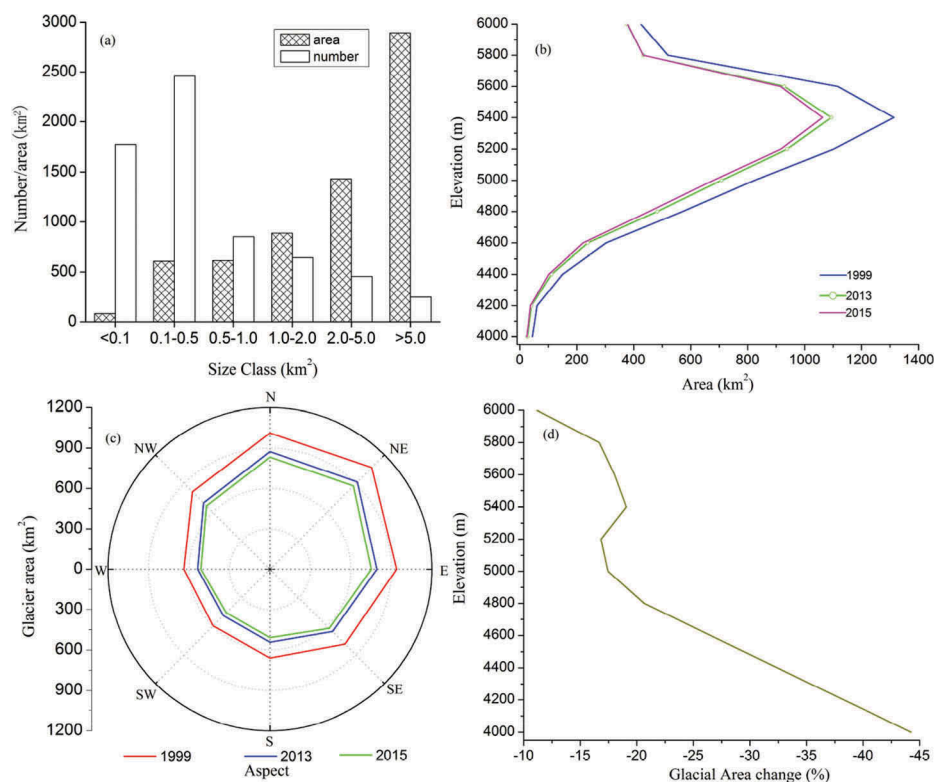 (a)
area
number
3000
2500
2000
1500
1000
500
0
Number/area (km²)
<0.1 0.1-0.5 0.5-1.0 1.0-2.0 2.0-5.0 >5.0
Size Class (km²)
(b)
6000
5800
5600
5400
5200
5000
4800
4600
4400
4200
4000
Elevation (m)
1999
2013
2015
0 200 400 600 800 1000 1200 1400
Area (km²)
(c)
1200
900
600
300
0
300
600
900
1200
Glacier area (km²)
N
NE
E
SE
S
SW
W
NW
1999 2013 2015
Aspect
(d)
6000
5800
5600
5400
5200
5000
4800
4600
4400
4200
4000
Elevation (m)
-10 -15 -20 -25 -30 -35 -40 -45
Glacial Area change (%)